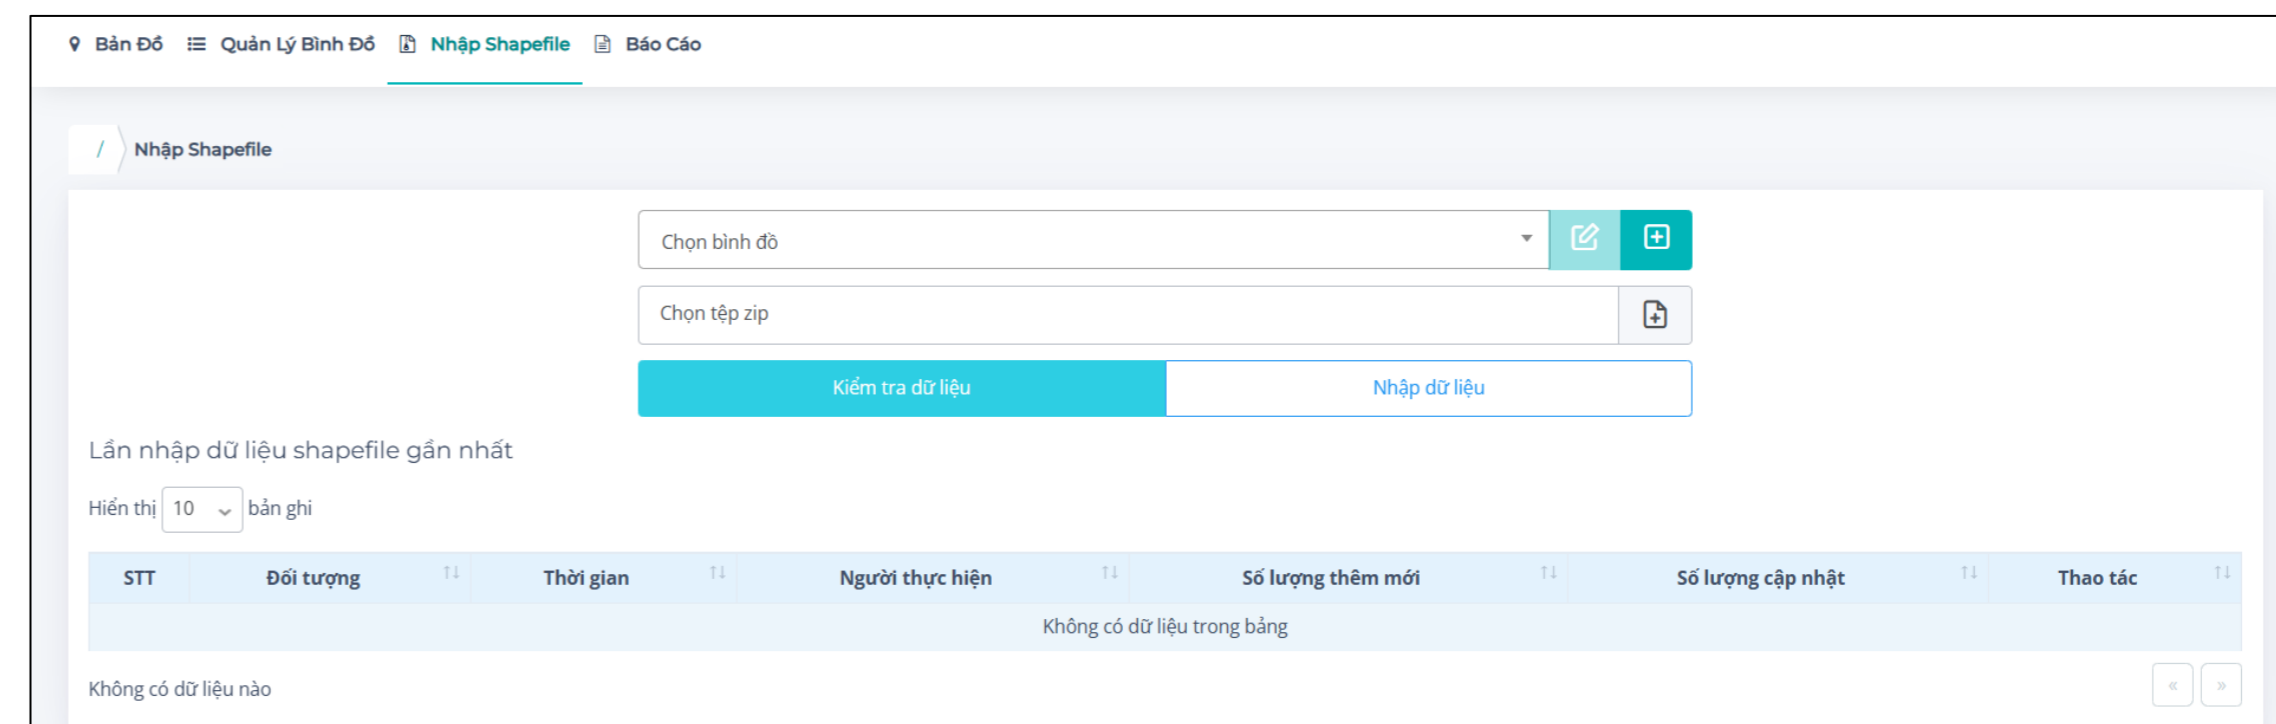 Bản Đồ Quản Lý Bình Đồ Nhập Shapefile Báo Cáo
/ Nhập Shapefile
Chọn bình đồ
Chọn tệp zip
Kiểm tra dữ liệu Nhập dữ liệu
Lần nhập dữ liệu shapefile gần nhất
Hiển thị 10 bản ghi
STT Đối tượng Thời gian Người thực hiện Số lượng thêm mới Số lượng cập nhật Thao tác
Không có dữ liệu trong bảng
Không có dữ liệu nào « »